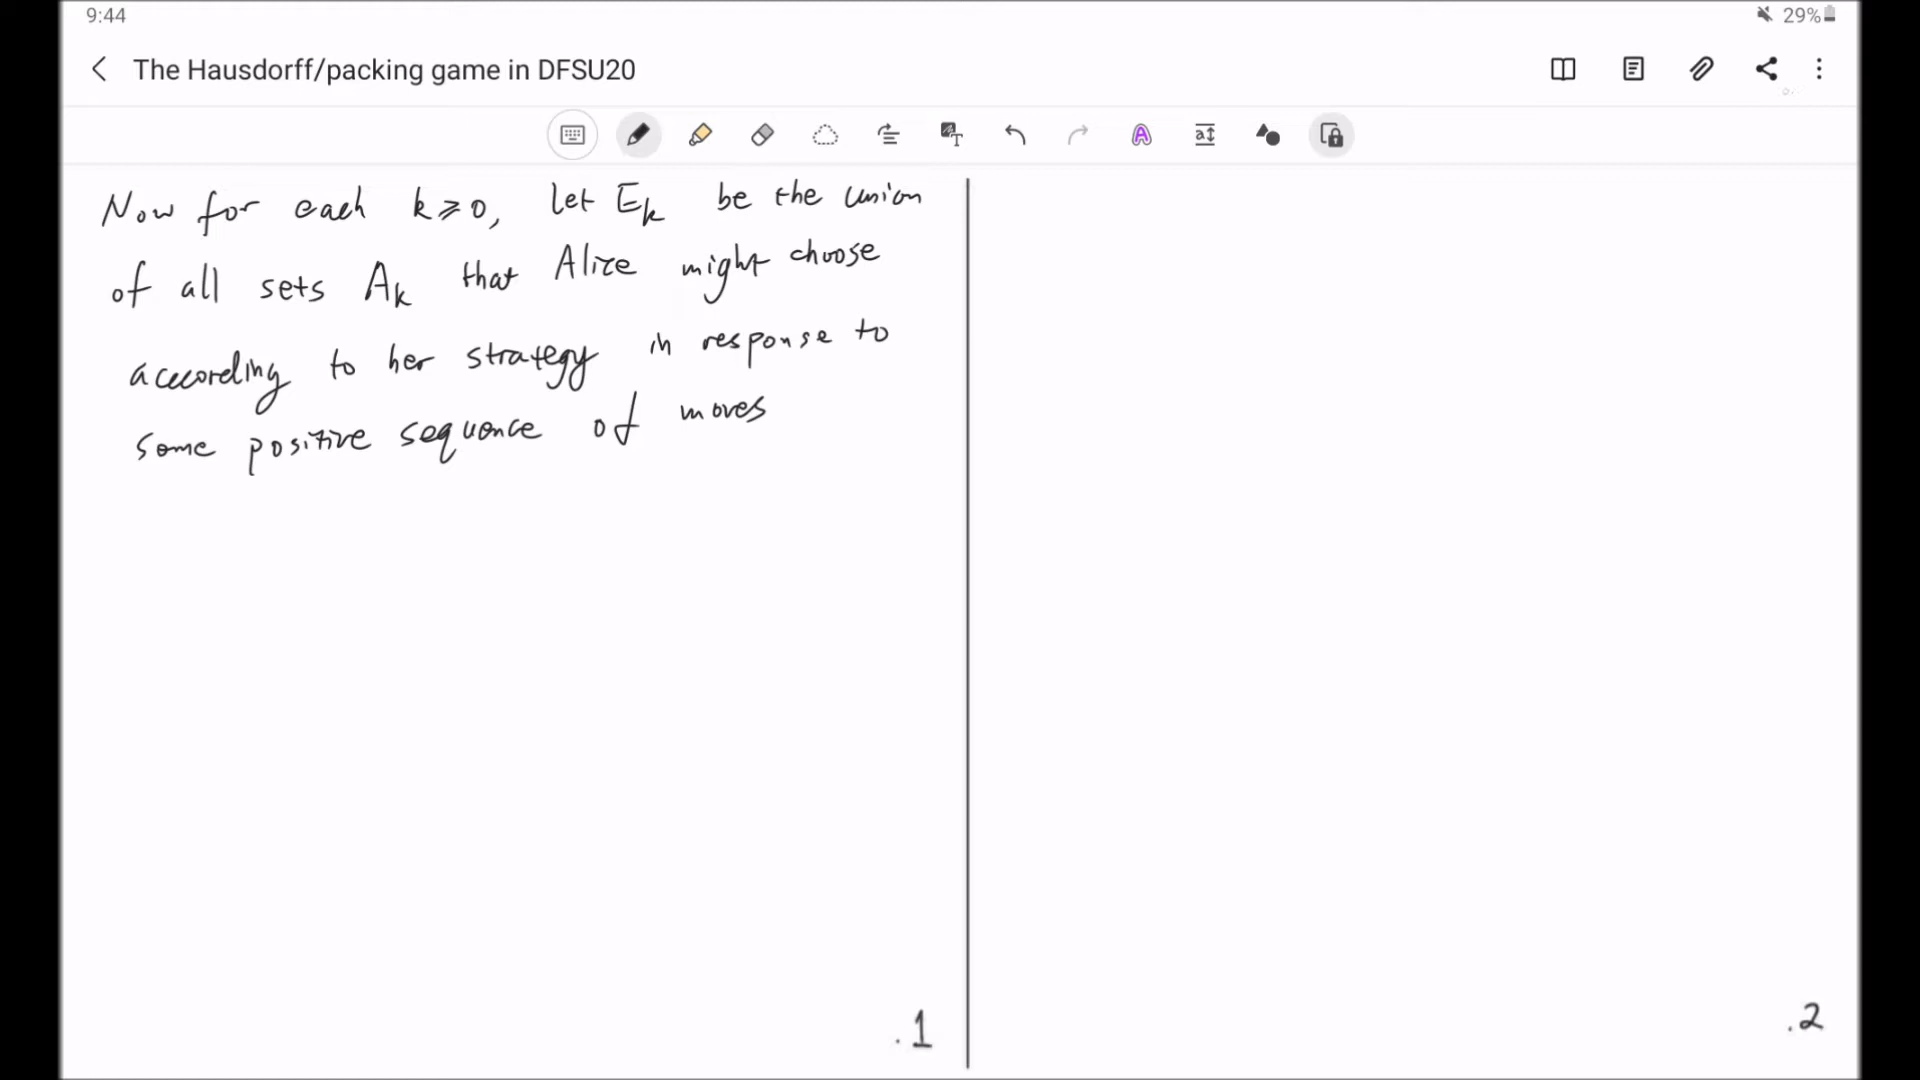 9:44
29%
The Hausdorff/packing game in DFSU20
Now for each k⩾0, let E_k be the union
of all sets A_k that Alice might choose
acccording to her strategy in response to
some positive sequence of moves
.1
.2